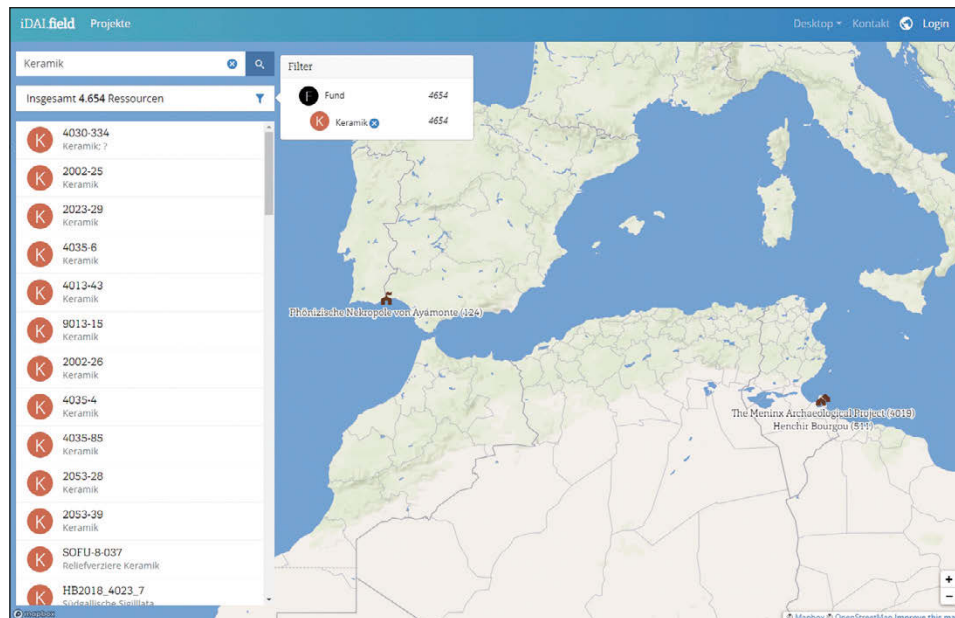 iDAI.field Projekte Desktop Kontakt Login
Keramik
Insgesamt 4.654 Ressourcen
Filter
F Fund 4654
K Keramik 4654
K 4030-334
Keramik; ?
K 2002-25
Keramik
K 2023-29
Keramik
K 4038-6
Keramik
K 4013-43
Keramik
K 9013-15
Keramik
K 2002-26
Keramik
K 4035-4
Keramik
K 4035-85
Keramik
K 2053-28
Keramik
K 2053-39
Keramik
K SOFU-8-037
Reliefverziere Keramik
K HB2018_4023_7
Südgallische Sigillata
Phönizische Nekropole von Ayamonte (124)
The Meninx Archaeological Project (4019)
Henchir Bourgou (511)
+
−
mapbox
© Mapbox © OpenStreetMap Improve this ma